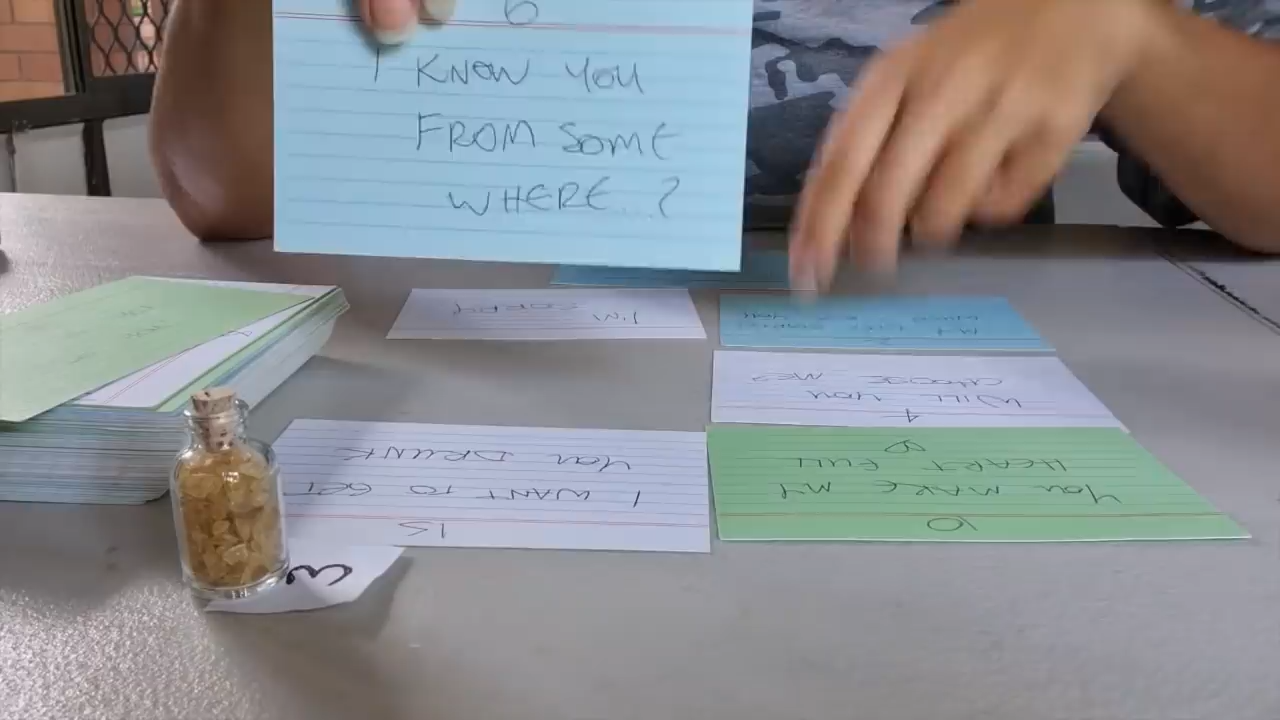 6
I KNOW YOU
FROM SOME
WHERE..?
I'M SORRY
4
WILL YOU
CHOOSE ME?
15
I WANT TO GET
YOU DRUNK
10
YOU MAKE MY
HEART FULL
3